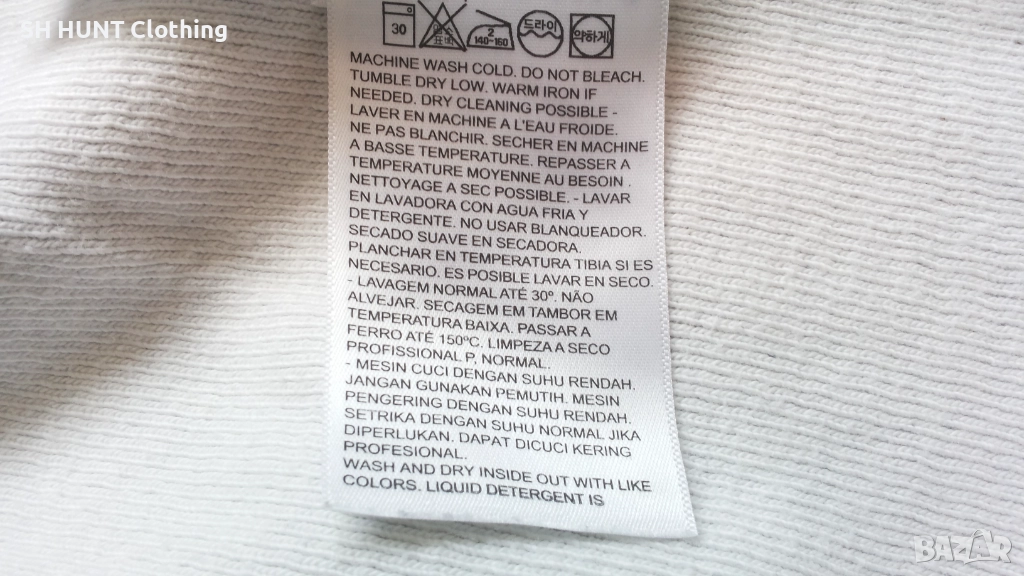 SH HUNT Clothing
30
염소
표백
2
140-160
드라이
약하게
MACHINE WASH COLD. DO NOT BLEACH.
TUMBLE DRY LOW. WARM IRON IF
NEEDED. DRY CLEANING POSSIBLE -
LAVER EN MACHINE A L'EAU FROIDE.
NE PAS BLANCHIR. SECHER EN MACHINE
A BASSE TEMPERATURE. REPASSER A
TEMPERATURE MOYENNE AU BESOIN .
NETTOYAGE A SEC POSSIBLE. - LAVAR
EN LAVADORA CON AGUA FRIA Y
DETERGENTE. NO USAR BLANQUEADOR.
SECADO SUAVE EN SECADORA.
PLANCHAR EN TEMPERATURA TIBIA SI ES
NECESARIO. ES POSIBLE LAVAR EN SECO.
- LAVAGEM NORMAL ATÉ 30º. NÃO
ALVEJAR. SECAGEM EM TAMBOR EM
TEMPERATURA BAIXA. PASSAR A
FERRO ATÉ 150ºC. LIMPEZA A SECO
PROFISSIONAL P, NORMAL.
- MESIN CUCI DENGAN SUHU RENDAH.
JANGAN GUNAKAN PEMUTIH. MESIN
PENGERING DENGAN SUHU RENDAH.
SETRIKA DENGAN SUHU NORMAL JIKA
DIPERLUKAN. DAPAT DICUCI KERING
PROFESIONAL.
WASH AND DRY INSIDE OUT WITH LIKE
COLORS. LIQUID DETERGENT IS
BAZAR